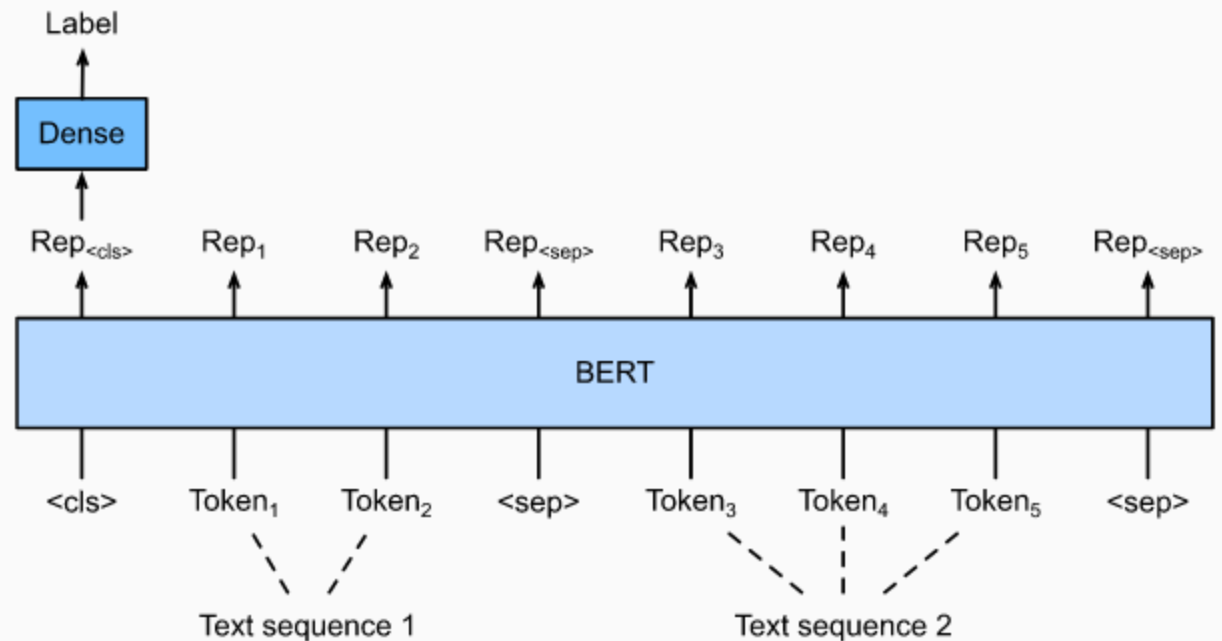 Label
Dense
Rep<cls> Rep1 Rep2 Rep<sep> Rep3 Rep4 Rep5 Rep<sep>
BERT
<cls> Token1 Token2 <sep> Token3 Token4 Token5 <sep>
Text sequence 1 Text sequence 2